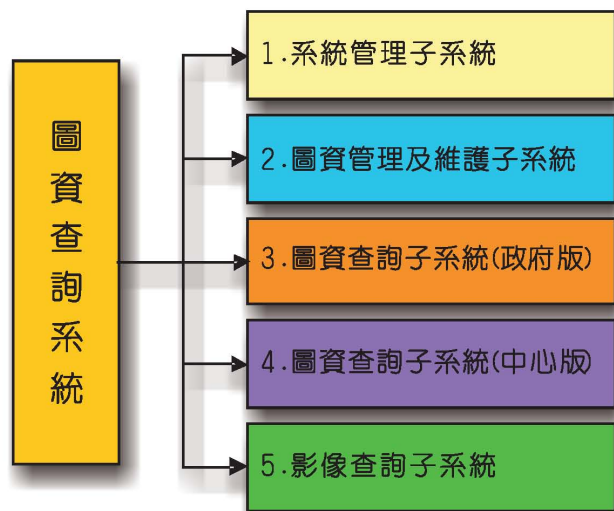 圖資查詢系統
1.系統管理子系統
2.圖資管理及維護子系統
3.圖資查詢子系統(政府版)
4.圖資查詢子系統(中心版)
5.影像查詢子系統